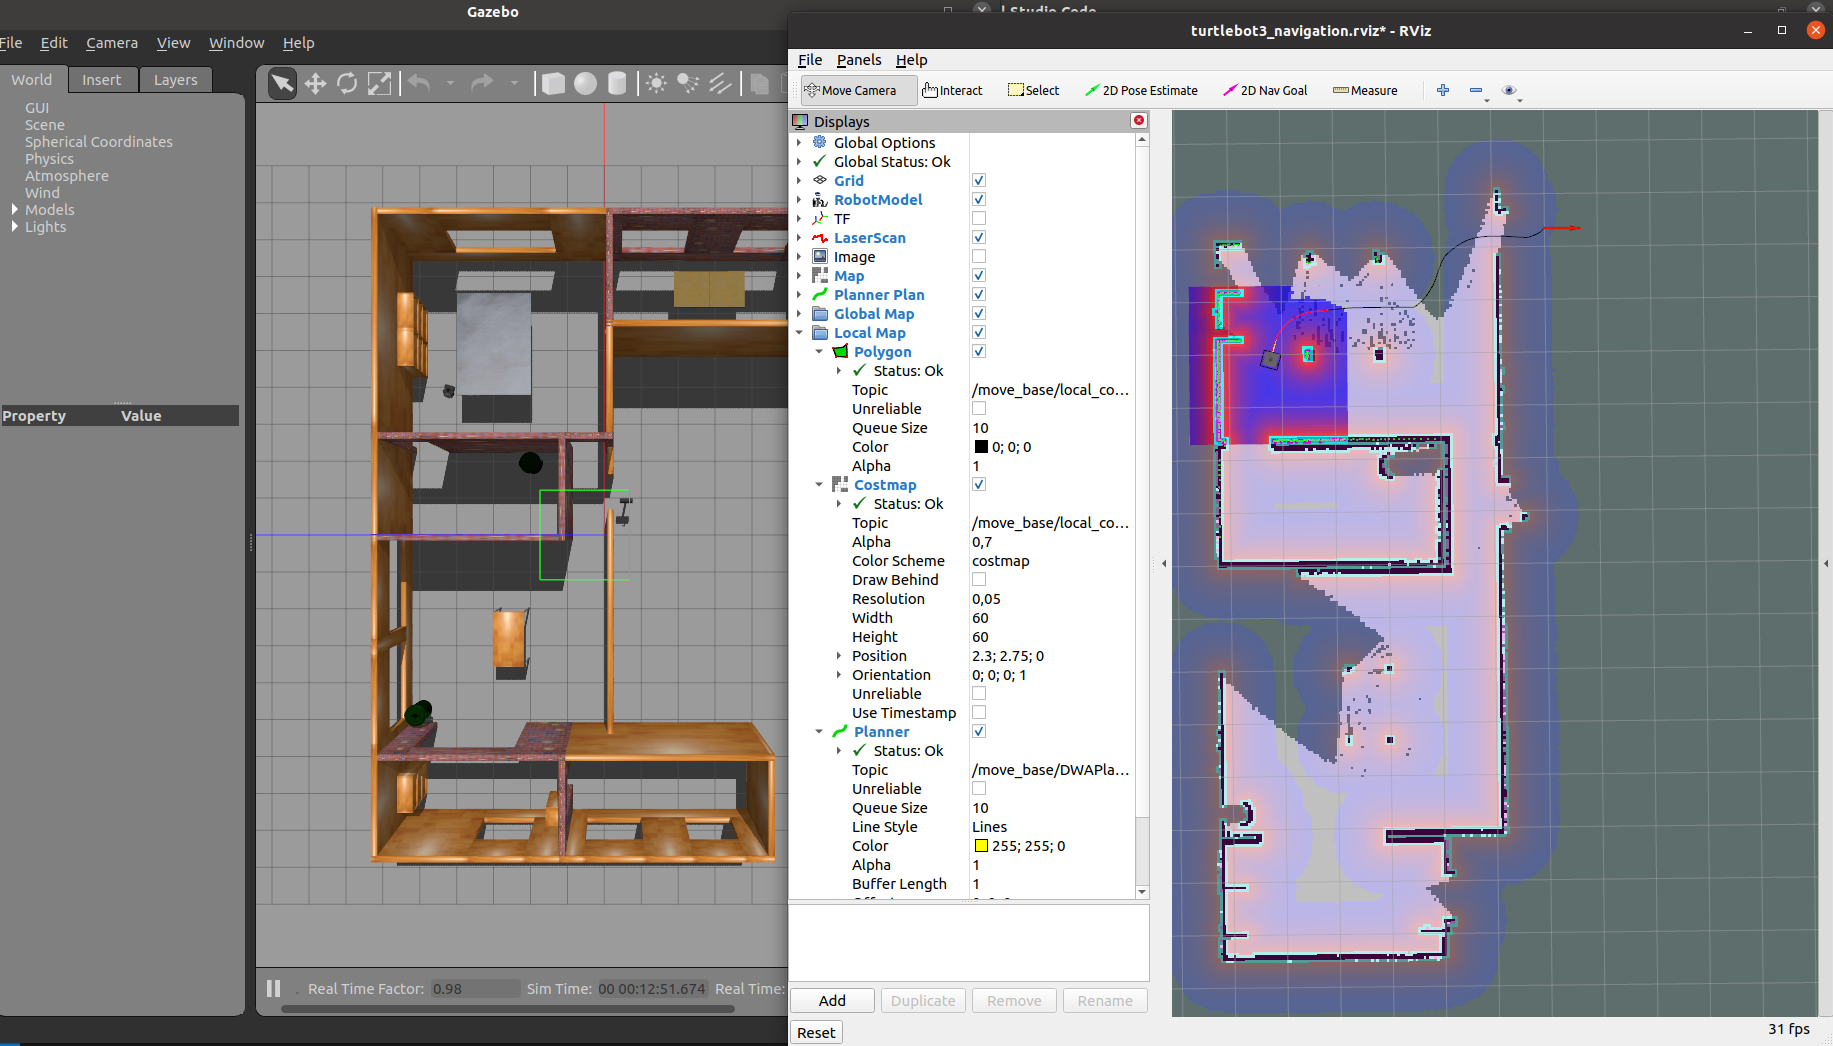 Gazebo
l Studio Code
File Edit Camera View Window Help
World Insert Layers
GUI
Scene
Spherical Coordinates
Physics
Atmosphere
Wind
Models
Lights
Property Value
Real Time Factor: 0.98 Sim Time: 00 00:12:51.674 Real Time:
turtlebot3_navigation.rviz* - RViz
File Panels Help
Move Camera Interact Select 2D Pose Estimate 2D Nav Goal Measure
Displays
Global Options
Global Status: Ok
Grid
RobotModel
TF
LaserScan
Image
Map
Planner Plan
Global Map
Local Map
Polygon
Status: Ok
Topic /move_base/local_co...
Unreliable
Queue Size 10
Color 0; 0; 0
Alpha 1
Costmap
Status: Ok
Topic /move_base/local_co...
Alpha 0,7
Color Scheme costmap
Draw Behind
Resolution 0,05
Width 60
Height 60
Position 2.3; 2.75; 0
Orientation 0; 0; 0; 1
Unreliable
Use Timestamp
Planner
Status: Ok
Topic /move_base/DWAPla...
Unreliable
Queue Size 10
Line Style Lines
Color 255; 255; 0
Alpha 1
Buffer Length 1
Add Duplicate Remove Rename
Reset
31 fps